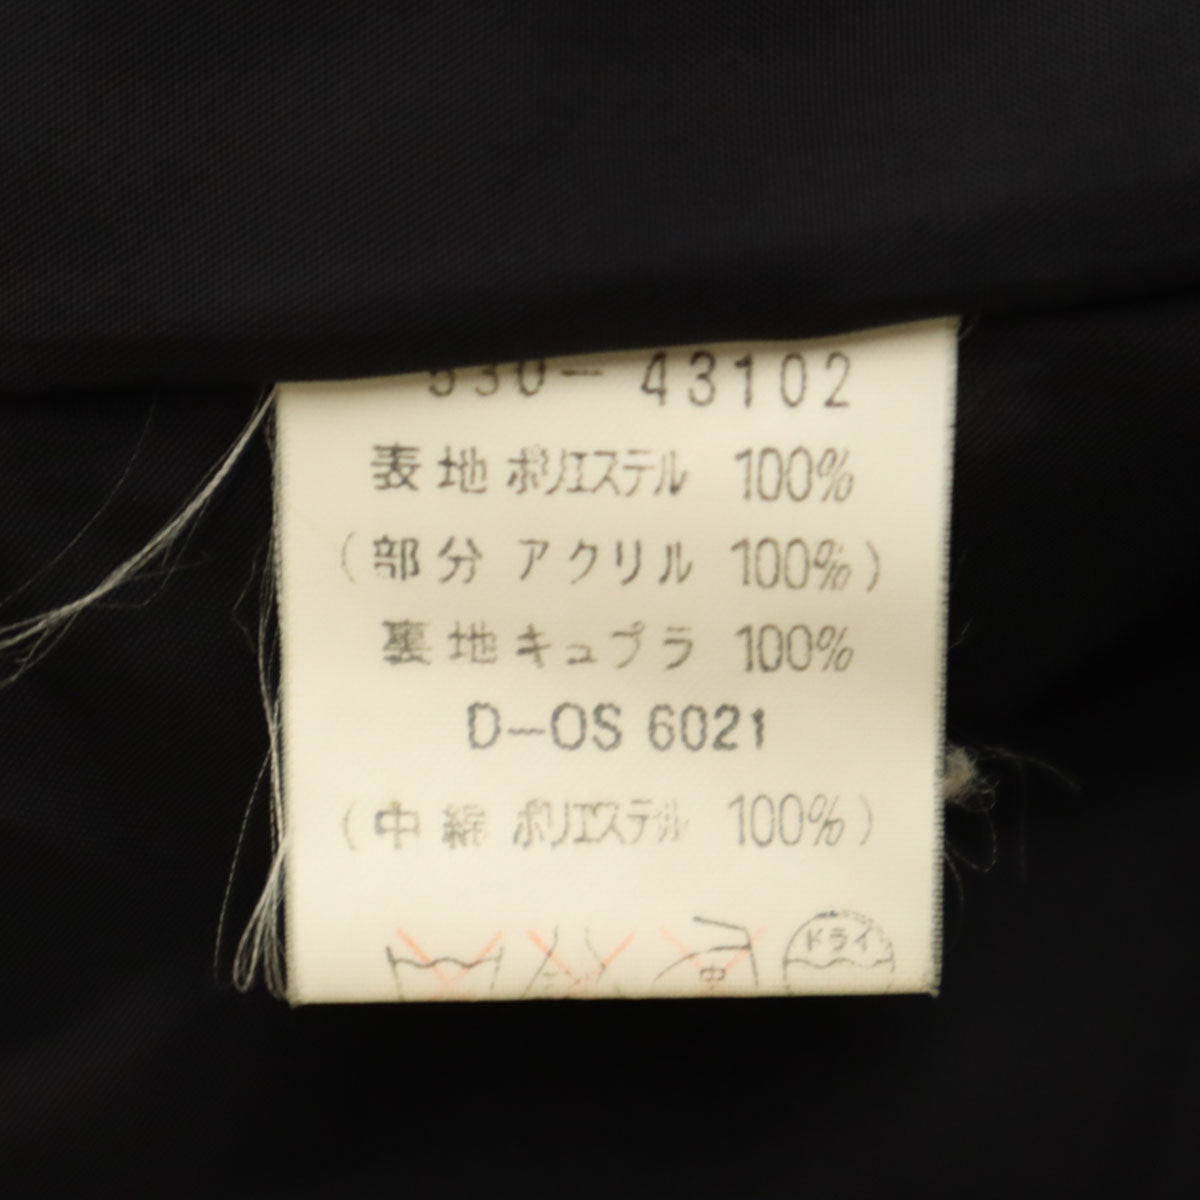 530-43102
表地 ポリエステル 100%
(部分 アクリル 100%)
裏地 キュプラ 100%
D-OS 6021
(中綿 ポリエステル 100%)
中 ドライ